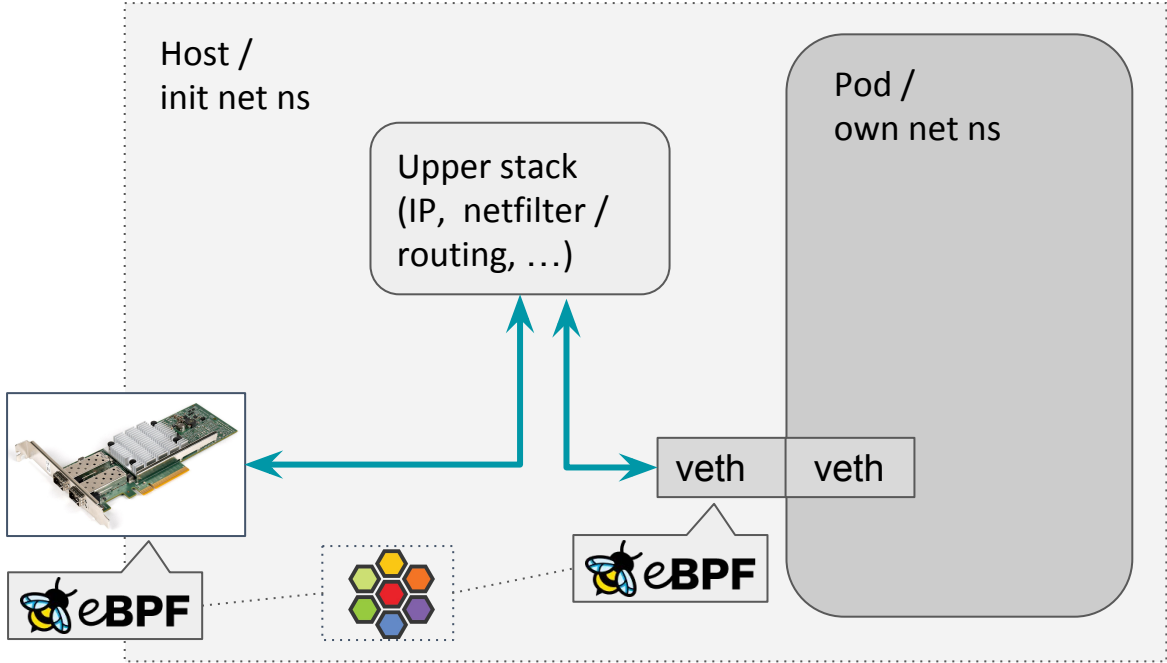 Host /
init net ns
Pod /
own net ns
Upper stack
(IP, netfilter /
routing, ...)
veth
veth
eBPF
eBPF